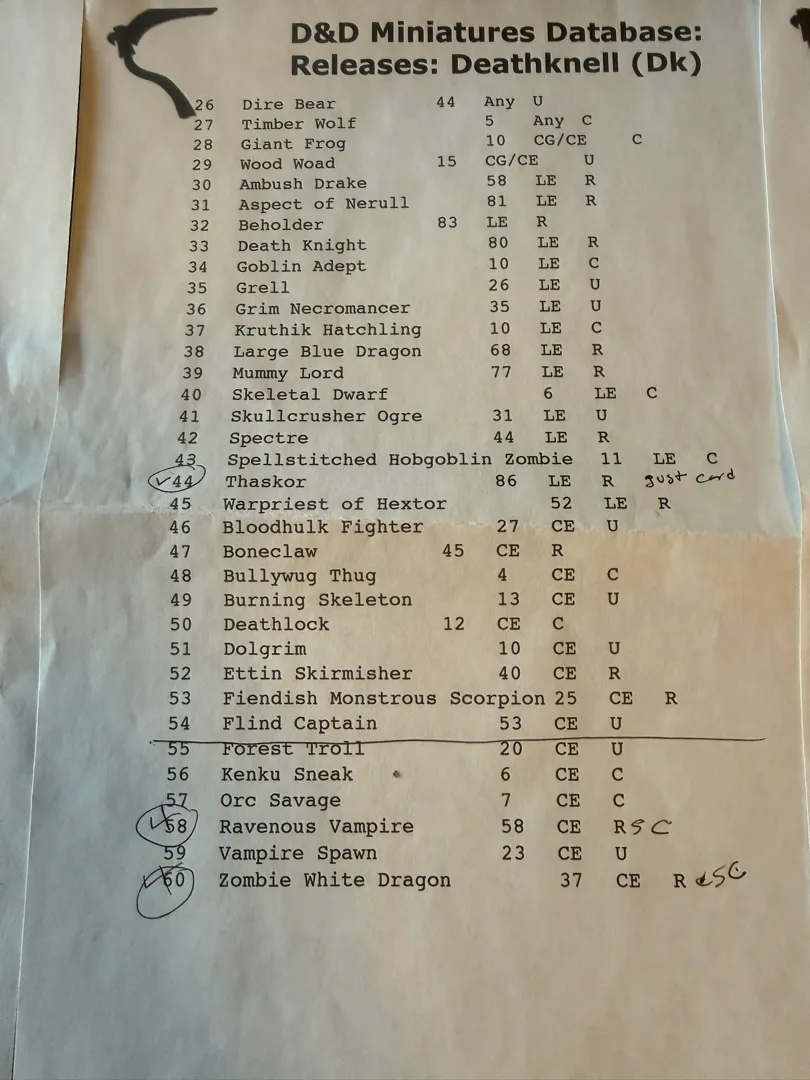 D&D Miniatures Database:
Releases: Deathknell (Dk)
26 Dire Bear 44 Any U
27 Timber Wolf 5 Any C
28 Giant Frog 10 CG/CE C
29 Wood Woad 15 CG/CE U
30 Ambush Drake 58 LE R
31 Aspect of Nerull 81 LE R
32 Beholder 83 LE R
33 Death Knight 80 LE R
34 Goblin Adept 10 LE C
35 Grell 26 LE U
36 Grim Necromancer 35 LE U
37 Kruthik Hatchling 10 LE C
38 Large Blue Dragon 68 LE R
39 Mummy Lord 77 LE R
40 Skeletal Dwarf 6 LE C
41 Skullcrusher Ogre 31 LE U
42 Spectre 44 LE R
43 Spellstitched Hobgoblin Zombie 11 LE C
✓44 Thaskor 86 LE R just card
45 Warpriest of Hextor 52 LE R
46 Bloodhulk Fighter 27 CE U
47 Boneclaw 45 CE R
48 Bullywug Thug 4 CE C
49 Burning Skeleton 13 CE U
50 Deathlock 12 CE C
51 Dolgrim 10 CE U
52 Ettin Skirmisher 40 CE R
53 Fiendish Monstrous Scorpion 25 CE R
54 Flind Captain 53 CE U
55 Forest Troll 20 CE U
56 Kenku Sneak 6 CE C
57 Orc Savage 7 CE C
✓58 Ravenous Vampire 58 CE R SC
59 Vampire Spawn 23 CE U
✓60 Zombie White Dragon 37 CE R